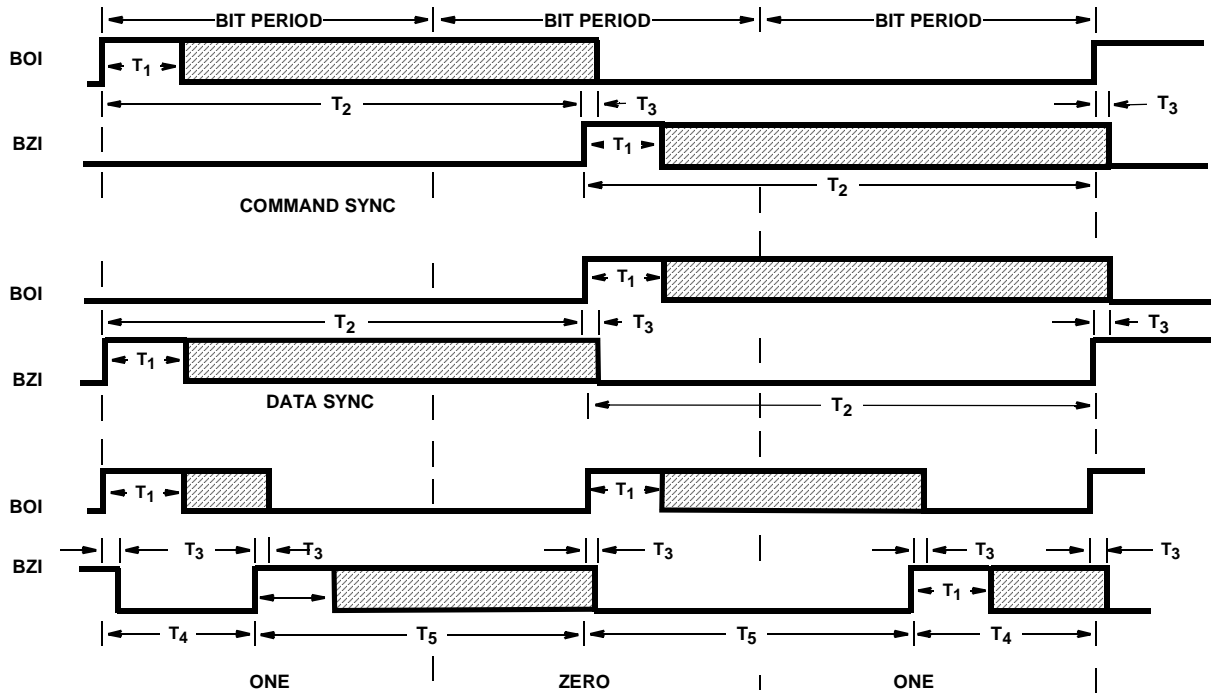 BIT PERIOD BIT PERIOD BIT PERIOD
BOI
T1
T2 T3 T3
BZI
T1
T2
COMMAND SYNC
BOI
T1
T2 T3 T3
BZI
T1
DATA SYNC
T2
BOI
T1 T1
T3 T3 T3 T3 T3
BZI
T1
T4 T5 T5 T4
ONE ZERO ONE